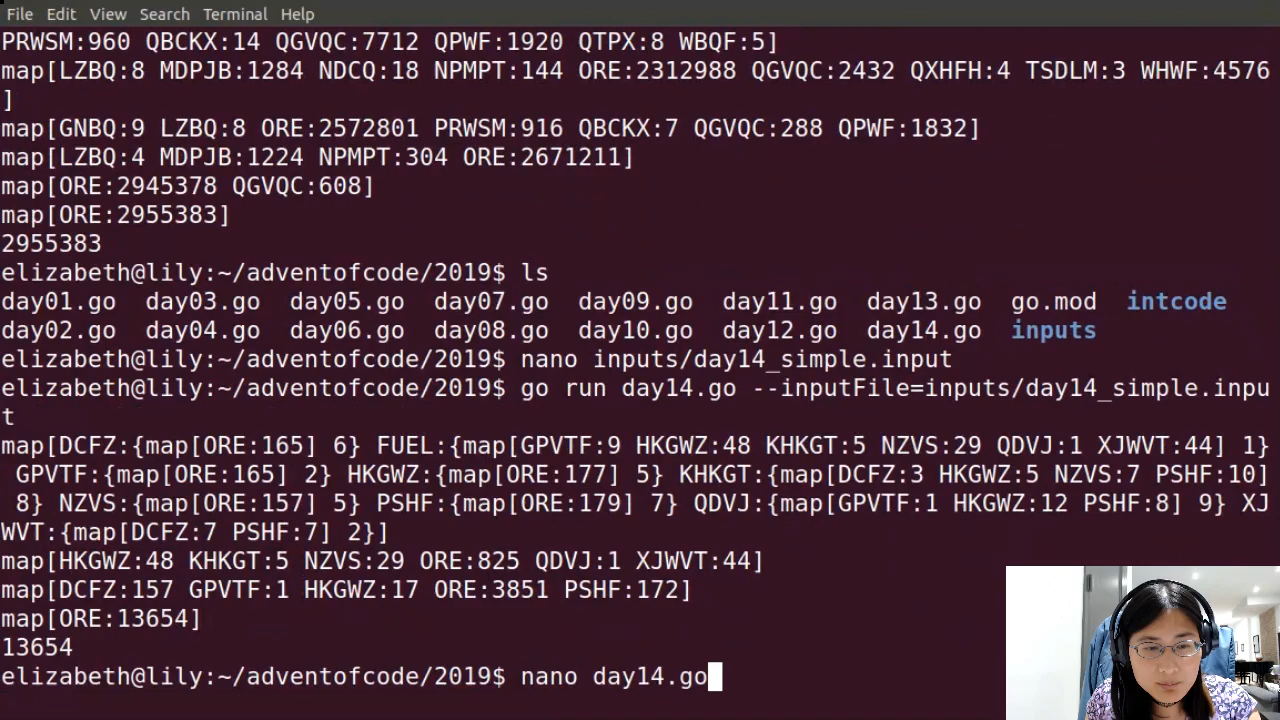 File Edit View Search Terminal Help
PRWSM:960 QBCKX:14 QGVQC:7712 QPWF:1920 QTPX:8 WBQF:5]
map[LZBQ:8 MDPJB:1284 NDCQ:18 NPMPT:144 ORE:2312988 QGVQC:2432 QXHFH:4 TSDLM:3 WHWF:4576
]
map[GNBQ:9 LZBQ:8 ORE:2572801 PRWSM:916 QBCKX:7 QGVQC:288 QPWF:1832]
map[LZBQ:4 MDPJB:1224 NPMPT:304 ORE:2671211]
map[ORE:2945378 QGVQC:608]
map[ORE:2955383]
2955383
elizabeth@lily:~/adventofcode/2019$ ls
day01.go day03.go day05.go day07.go day09.go day11.go day13.go go.mod intcode
day02.go day04.go day06.go day08.go day10.go day12.go day14.go inputs
elizabeth@lily:~/adventofcode/2019$ nano inputs/day14_simple.input
elizabeth@lily:~/adventofcode/2019$ go run day14.go --inputFile=inputs/day14_simple.inpu
t
map[DCFZ:{map[ORE:165] 6} FUEL:{map[GPVTF:9 HKGWZ:48 KHKGT:5 NZVS:29 QDVJ:1 XJWVT:44] 1}
GPVTF:{map[ORE:165] 2} HKGWZ:{map[ORE:177] 5} KHKGT:{map[DCFZ:3 HKGWZ:5 NZVS:7 PSHF:10]
8} NZVS:{map[ORE:157] 5} PSHF:{map[ORE:179] 7} QDVJ:{map[GPVTF:1 HKGWZ:12 PSHF:8] 9} XJ
WVT:{map[DCFZ:7 PSHF:7] 2}]
map[HKGWZ:48 KHKGT:5 NZVS:29 ORE:825 QDVJ:1 XJWVT:44]
map[DCFZ:157 GPVTF:1 HKGWZ:17 ORE:3851 PSHF:172]
map[ORE:13654]
13654
elizabeth@lily:~/adventofcode/2019$ nano day14.go